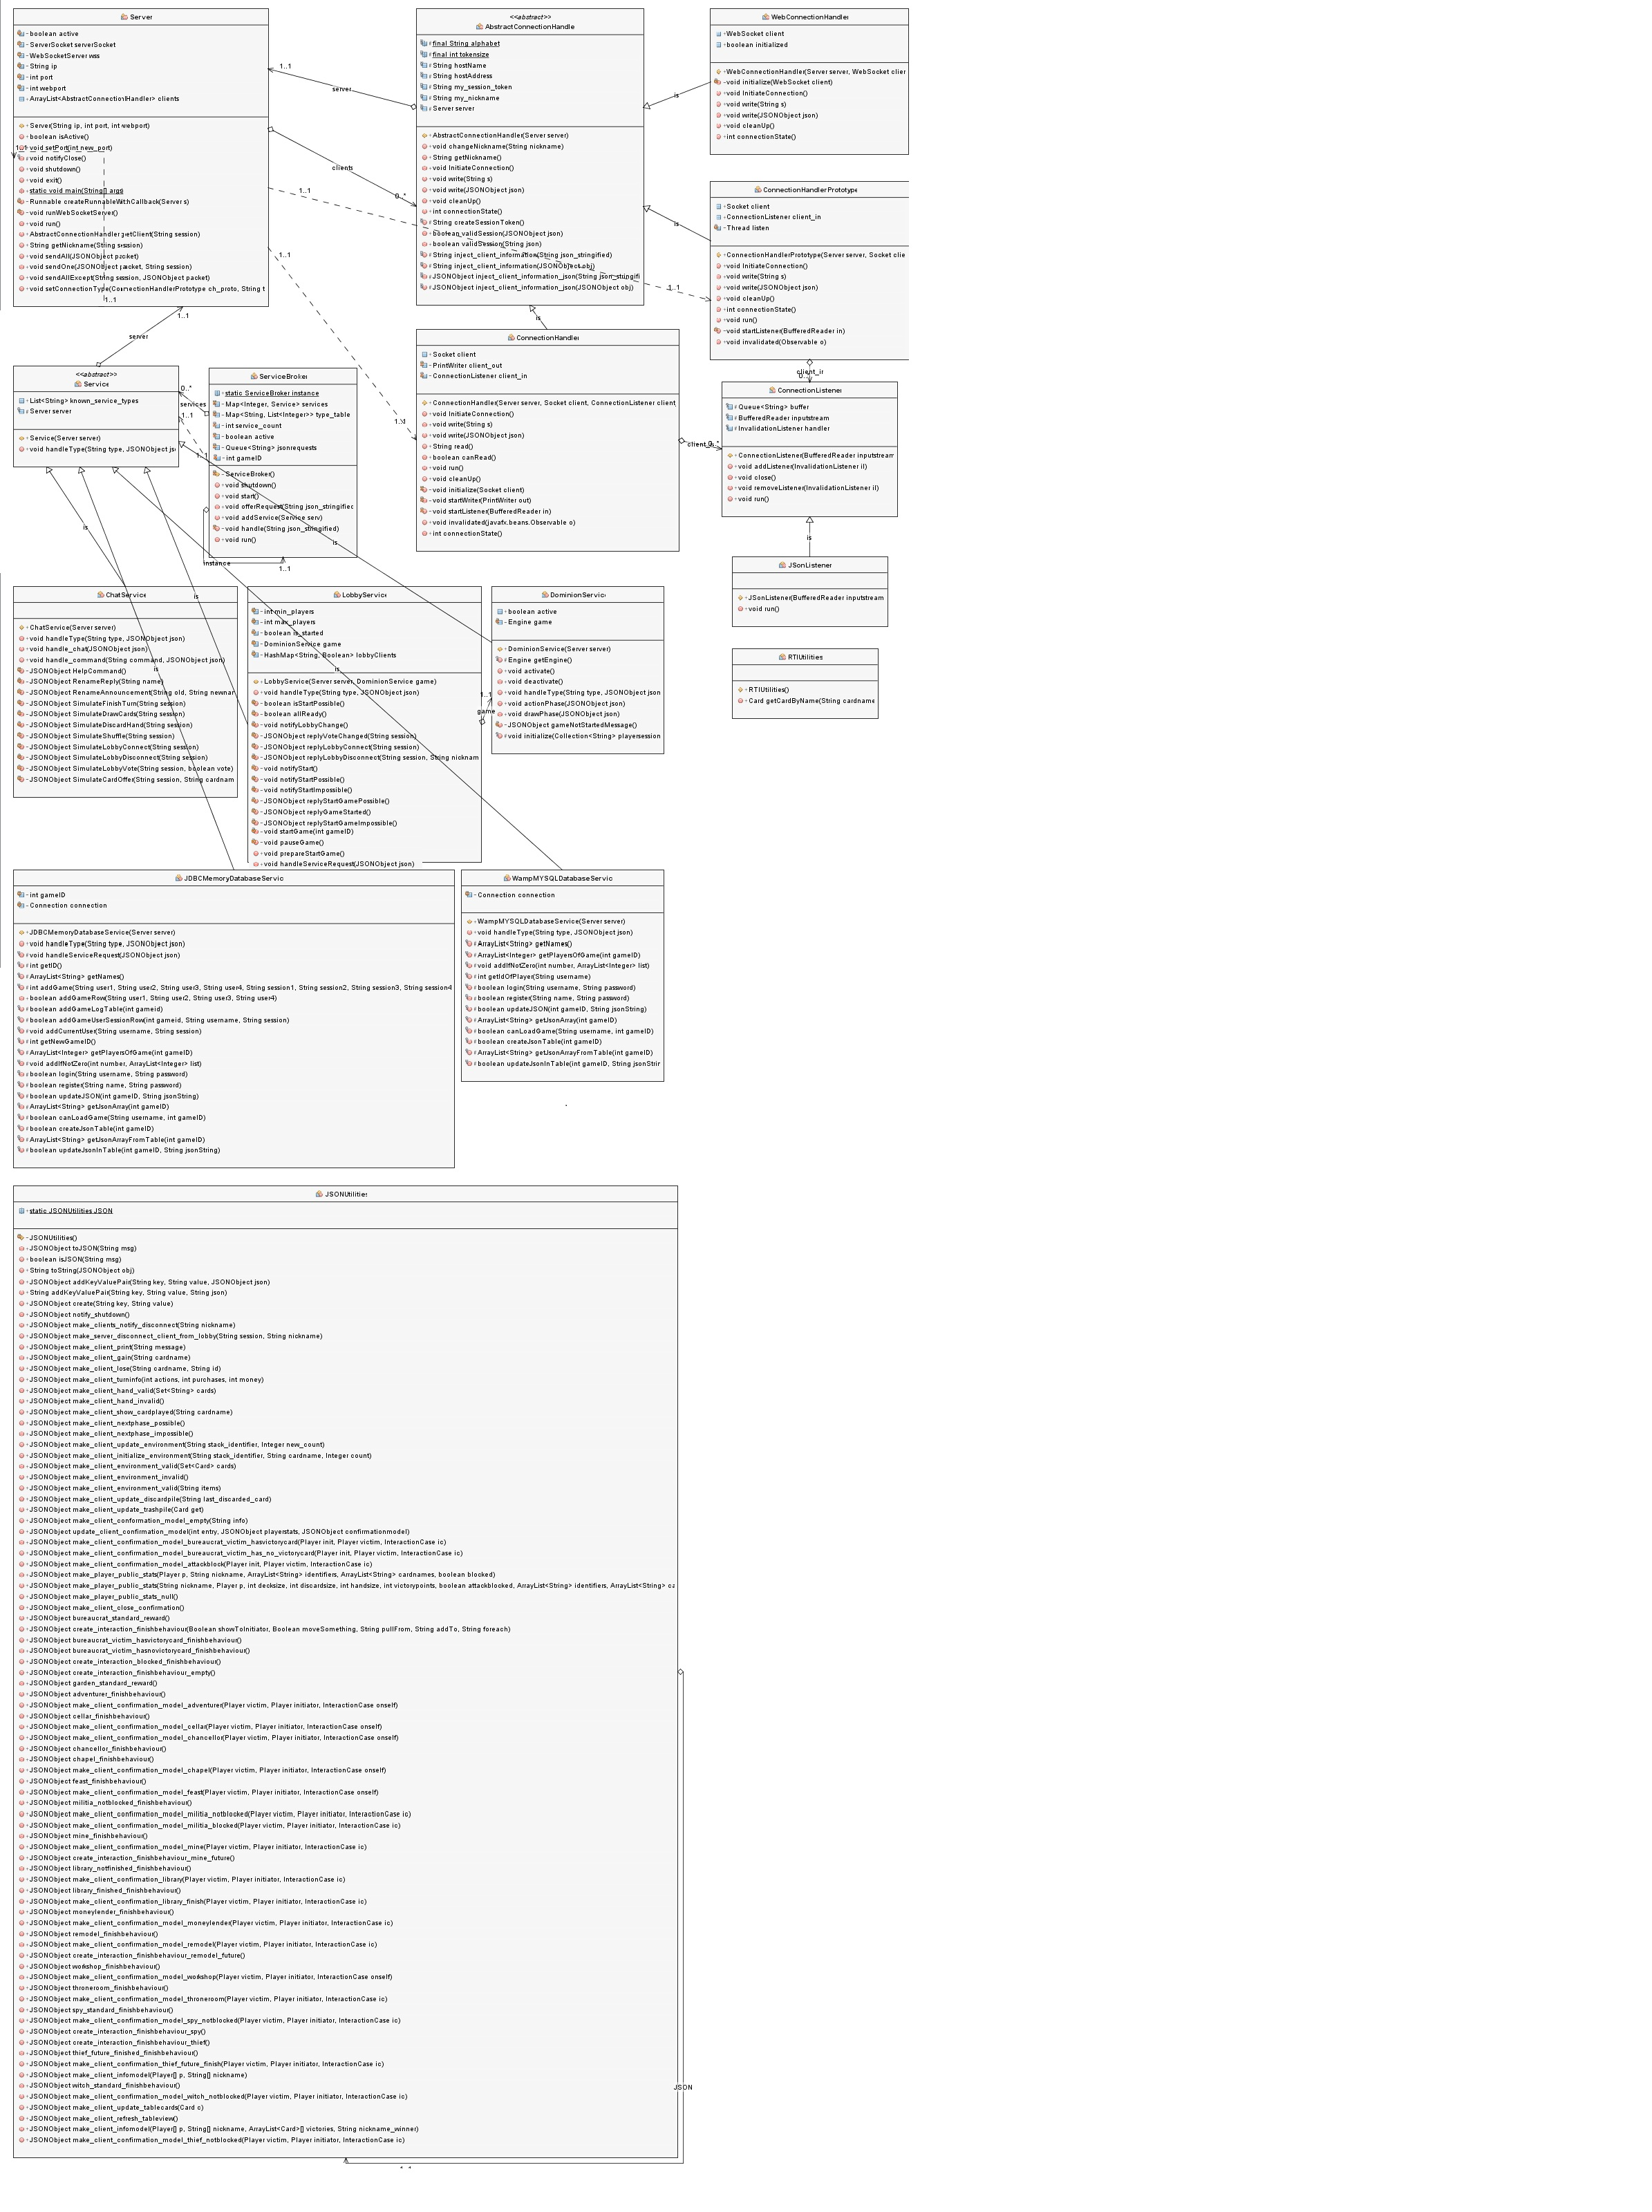 Server
- boolean active
- ServerSocket serverSocket
- WebSocketServer wss
- String ip
- int port
- int webport
- ArrayList<AbstractConnectionHandler> clients
+ Server(String ip, int port, int webport)
+ boolean isActive()
+ void setPort(int new_port)
# void notifyClose()
+ void shutdown()
+ void exit()
+ static void main(String[] args)
- Runnable createRunnableWithCallback(Server s)
- void runWebSocketServer()
+ void run()
+ AbstractConnectionHandler getClient(String session)
+ String getNickname(String session)
+ void sendAll(JSONObject packet)
+ void sendOne(JSONObject packet, String session)
+ void sendAllExcept(String session, JSONObject packet)
+ void setConnectionType(ConnectionHandlerPrototype ch_proto, String t
1..1
1..1
<<abstract>>
AbstractConnectionHandle
# final String alphabet
# final int tokensize
# String hostName
# String hostAddress
# String my_session_token
# String my_nickname
# Server server
+ AbstractConnectionHandler(Server server)
+ void changeNickname(String nickname)
+ String getNickname()
+ void InitiateConnection()
+ void write(String s)
+ void write(JSONObject json)
+ void cleanUp()
+ int connectionState()
# String createSessionToken()
+ boolean validSession(JSONObject json)
+ boolean validSession(String json)
# String inject_client_information(String json_stringified)
# String inject_client_information(JSONObject obj)
# JSONObject inject_client_information_json(String json_stringifi
# JSONObject inject_client_information_json(JSONObject obj)
WebConnectionHandler
WebSocket client
boolean initialized
+ WebConnectionHandler(Server server, WebSocket clier
- void initialize(WebSocket client)
void InitiateConnection()
void write(String s)
void write(JSONObject json)
void cleanUp()
int connectionState()
ConnectionHandlerPrototype
Socket client
ConnectionListener client_in
- Thread listen
+ ConnectionHandlerPrototype(Server server, Socket clie
void InitiateConnection()
void write(String s)
void write(JSONObject json)
void cleanUp()
int connectionState()
+ void run()
- void startListener(BufferedReader in)
void invalidated(Observable o)
1..1
server
clients
0..*
1..1
1..1
1..1
1..1
is
is
is
client_ir
0..
ConnectionHandler
Socket client
- PrintWriter client_out
- ConnectionListener client_in
+ ConnectionHandler(Server server, Socket client, ConnectionListener client_
+ void InitiateConnection()
+ void write(String s)
+ void write(JSONObject json)
+ String read()
+ boolean canRead()
+ void run()
+ void cleanUp()
- void initialize(Socket client)
- void startWriter(PrintWriter out)
- void startListener(BufferedReader in)
+ void invalidated(javafx.beans.Observable o)
+ int connectionState()
client_
0..*
ConnectionListener
# Queue<String> buffer
# BufferedReader inputstream
# InvalidationListener handler
+ ConnectionListener(BufferedReader inputstream
+ void addListener(InvalidationListener il)
+ void close()
+ void removeListener(InvalidationListener il)
+ void run()
is
JSonListener
+ JSonListener(BufferedReader inputstream
+ void run()
RTIUtilities
+ RTIUtilities()
+ Card getCardByName(String cardname
server
1..1
<<abstract>>
Service
List<String> known_service_types
# Server server
+ Service(Server server)
+ void handleType(String type, JSONObject js
0..*
services
1..1
1..1
ServiceBroker
- static ServiceBroker instance
- Map<Integer, Service> services
- Map<String, List<Integer>> type_table
- int service_count
- boolean active
- Queue<String> jsonrequests
- int gameID
- ServiceBroker()
+ void shutdown()
+ void start()
+ void offerRequest(String json_stringified
+ void addService(Service serv)
- void handle(String json_stringified)
+ void run()
instance
1..1
is
is
is
is
is
ChatService
+ ChatService(Server server)
+ void handleType(String type, JSONObject json)
+ void handle_chat(JSONObject json)
+ void handle_command(String command, JSONObject json)
- JSONObject HelpCommand()
- JSONObject RenameReply(String name)
- JSONObject RenameAnnouncement(String old, String newnar
- JSONObject SimulateFinishTurn(String session)
- JSONObject SimulateDrawCards(String session)
- JSONObject SimulateDiscardHand(String session)
- JSONObject SimulateShuffle(String session)
- JSONObject SimulateLobbyConnect(String session)
- JSONObject SimulateLobbyDisconnect(String session)
- JSONObject SimulateLobbyVote(String session, boolean vote)
- JSONObject SimulateCardOffer(String session, String cardnam
LobbyService
- int min_players
- int max_players
- boolean is_started
- DominionService game
- HashMap<String, Boolean> lobbyClients
+ LobbyService(Server server, DominionService game)
+ void handleType(String type, JSONObject json)
- boolean isStartPossible()
- boolean allReady()
- void notifyLobbyChange()
- JSONObject replyVoteChanged(String session)
- JSONObject replyLobbyConnect(String session)
- JSONObject replyLobbyDisconnect(String session, String nicknam
- void notifyStart()
- void notifyStartPossible()
- void notifyStartImpossible()
- JSONObject replyStartGamePossible()
- JSONObject replyGameStarted()
- JSONObject replyStartGameImpossible()
- void startGame(int gameID)
- void pauseGame()
- void prepareStartGame()
+ void handleServiceRequest(JSONObject json)
1..1
game
DominionService
boolean active
- Engine game
+ DominionService(Server server)
# Engine getEngine()
+ void activate()
+ void deactivate()
+ void handleType(String type, JSONObject json
+ void actionPhase(JSONObject json)
+ void drawPhase(JSONObject json)
- JSONObject gameNotStartedMessage()
# void initialize(Collection<String> playersession
JDBCMemoryDatabaseServic
- int gameID
- Connection connection
+ JDBCMemoryDatabaseService(Server server)
+ void handleType(String type, JSONObject json)
# void handleServiceRequest(JSONObject json)
# int getID()
# ArrayList<String> getNames()
# int addGame(String user1, String user2, String user3, String user4, String session1, String session2, String session3, String session4
boolean addGameRow(String user1, String user2, String user3, String user4)
# boolean addGameLogTable(int gameid)
# boolean addGameUserSessionRow(int gameid, String username, String session)
# void addCurrentUser(String username, String session)
# int getNewGameID()
# ArrayList<Integer> getPlayersOfGame(int gameID)
# void addIfNotZero(int number, ArrayList<Integer> list)
# boolean login(String username, String password)
# boolean register(String name, String password)
# boolean updateJSON(int gameID, String jsonString)
# ArrayList<String> getJsonArray(int gameID)
# boolean canLoadGame(String username, int gameID)
# boolean createJsonTable(int gameID)
# ArrayList<String> getJsonArrayFromTable(int gameID)
# boolean updateJsonInTable(int gameID, String jsonString)
WampMYSQLDatabaseServic
- Connection connection
+ WampMYSQLDatabaseService(Server server)
+ void handleType(String type, JSONObject json)
# ArrayList<String> getNames()
# ArrayList<Integer> getPlayersOfGame(int gameID)
# void addIfNotZero(int number, ArrayList<Integer> list)
# int getIdOfPlayer(String username)
# boolean login(String username, String password)
# boolean register(String name, String password)
# boolean updateJSON(int gameID, String jsonString)
# ArrayList<String> getJsonArray(int gameID)
# boolean canLoadGame(String username, int gameID)
# boolean createJsonTable(int gameID)
# ArrayList<String> getJsonArrayFromTable(int gameID)
# boolean updateJsonInTable(int gameID, String jsonStrir
JSONUtilities
+ static JSONUtilities JSON
- JSONUtilities()
+ JSONObject toJSON(String msg)
+ boolean isJSON(String msg)
+ String toString(JSONObject obj)
+ JSONObject addKeyValuePair(String key, String value, JSONObject json)
+ String addKeyValuePair(String key, String value, String json)
+ JSONObject create(String key, String value)
+ JSONObject notify_shutdown()
+ JSONObject make_clients_notify_disconnect(String nickname)
+ JSONObject make_server_disconnect_client_from_lobby(String session, String nickname)
+ JSONObject make_client_print(String message)
+ JSONObject make_client_gain(String cardname)
+ JSONObject make_client_lose(String cardname, String id)
+ JSONObject make_client_turninfo(int actions, int purchases, int money)
+ JSONObject make_client_hand_valid(Set<String> cards)
+ JSONObject make_client_hand_invalid()
+ JSONObject make_client_show_cardplayed(String cardname)
+ JSONObject make_client_nextphase_possible()
+ JSONObject make_client_nextphase_impossible()
+ JSONObject make_client_update_environment(String stack_identifier, Integer new_count)
+ JSONObject make_client_initialize_environment(String stack_identifier, String cardname, Integer count)
+ JSONObject make_client_environment_valid(Set<Card> cards)
+ JSONObject make_client_environment_invalid()
+ JSONObject make_client_environment_valid(String items)
+ JSONObject make_client_update_discardpile(String last_discarded_card)
+ JSONObject make_client_update_trashpile(Card get)
+ JSONObject make_client_conformation_model_empty(String info)
+ JSONObject update_client_confirmation_model(int entry, JSONObject playerstats, JSONObject confirmationmodel)
+ JSONObject make_client_confirmation_model_bureaucrat_victim_hasvictorycard(Player init, Player victim, InteractionCase ic)
+ JSONObject make_client_confirmation_model_bureaucrat_victim_has_no_victorycard(Player init, Player victim, InteractionCase ic)
+ JSONObject make_client_confirmation_model_attackblock(Player init, Player victim, InteractionCase ic)
+ JSONObject make_player_public_stats(Player p, String nickname, ArrayList<String> identifiers, ArrayList<String> cardnames, boolean blocked)
+ JSONObject make_player_public_stats(String nickname, Player p, int decksize, int discardsize, int handsize, int victorypoints, boolean attackblocked, ArrayList<String> identifiers, ArrayList<String> ca
+ JSONObject make_player_public_stats_null()
+ JSONObject make_client_close_confirmation()
+ JSONObject bureaucrat_standard_reward()
+ JSONObject create_interaction_finishbehaviour(Boolean showToInitiator, Boolean moveSomething, String pullFrom, String addTo, String foreach)
+ JSONObject bureaucrat_victim_hasvictorycard_finishbehaviour()
+ JSONObject bureaucrat_victim_hasnovictorycard_finishbehaviour()
+ JSONObject create_interaction_blocked_finishbehaviour()
+ JSONObject create_interaction_finishbehaviour_empty()
+ JSONObject garden_standard_reward()
+ JSONObject adventurer_finishbehaviour()
+ JSONObject make_client_confirmation_model_adventurer(Player victim, Player initiator, InteractionCase onself)
+ JSONObject cellar_finishbehaviour()
+ JSONObject make_client_confirmation_model_cellar(Player victim, Player initiator, InteractionCase onself)
+ JSONObject make_client_confirmation_model_chancellor(Player victim, Player initiator, InteractionCase onself)
+ JSONObject chancellor_finishbehaviour()
+ JSONObject chapel_finishbehaviour()
+ JSONObject make_client_confirmation_model_chapel(Player victim, Player initiator, InteractionCase onself)
+ JSONObject feast_finishbehaviour()
+ JSONObject make_client_confirmation_model_feast(Player victim, Player initiator, InteractionCase onself)
+ JSONObject militia_notblocked_finishbehaviour()
+ JSONObject make_client_confirmation_model_militia_notblocked(Player victim, Player initiator, InteractionCase ic)
+ JSONObject make_client_confirmation_model_militia_blocked(Player victim, Player initiator, InteractionCase ic)
+ JSONObject mine_finishbehaviour()
+ JSONObject make_client_confirmation_model_mine(Player victim, Player initiator, InteractionCase ic)
+ JSONObject create_interaction_finishbehaviour_mine_future()
+ JSONObject library_notfinished_finishbehaviour()
+ JSONObject make_client_confirmation_library(Player victim, Player initiator, InteractionCase ic)
+ JSONObject library_finished_finishbehaviour()
+ JSONObject make_client_confirmation_library_finish(Player victim, Player initiator, InteractionCase ic)
+ JSONObject moneylender_finishbehaviour()
+ JSONObject make_client_confirmation_model_moneylender(Player victim, Player initiator, InteractionCase ic)
+ JSONObject remodel_finishbehaviour()
+ JSONObject make_client_confirmation_model_remodel(Player victim, Player initiator, InteractionCase ic)
+ JSONObject create_interaction_finishbehaviour_remodel_future()
+ JSONObject workshop_finishbehaviour()
+ JSONObject make_client_confirmation_model_workshop(Player victim, Player initiator, InteractionCase onself)
+ JSONObject throneroom_finishbehaviour()
+ JSONObject make_client_confirmation_model_throneroom(Player victim, Player initiator, InteractionCase ic)
+ JSONObject spy_standard_finishbehaviour()
+ JSONObject make_client_confirmation_model_spy_notblocked(Player victim, Player initiator, InteractionCase ic)
+ JSONObject create_interaction_finishbehaviour_spy()
+ JSONObject create_interaction_finishbehaviour_thief()
+ JSONObject thief_future_finished_finishbehaviour()
+ JSONObject make_client_confirmation_thief_future_finish(Player victim, Player initiator, InteractionCase ic)
+ JSONObject make_client_infomodel(Player[] p, String[] nickname)
+ JSONObject witch_standard_finishbehaviour()
+ JSONObject make_client_confirmation_model_witch_notblocked(Player victim, Player initiator, InteractionCase ic)
+ JSONObject make_client_update_tablecards(Card c)
+ JSONObject make_client_refresh_tableview()
+ JSONObject make_client_infomodel(Player[] p, String[] nickname, ArrayList<Card>[] victories, String nickname_winner)
+ JSONObject make_client_confirmation_model_thief_notblocked(Player victim, Player initiator, InteractionCase ic)
JSON